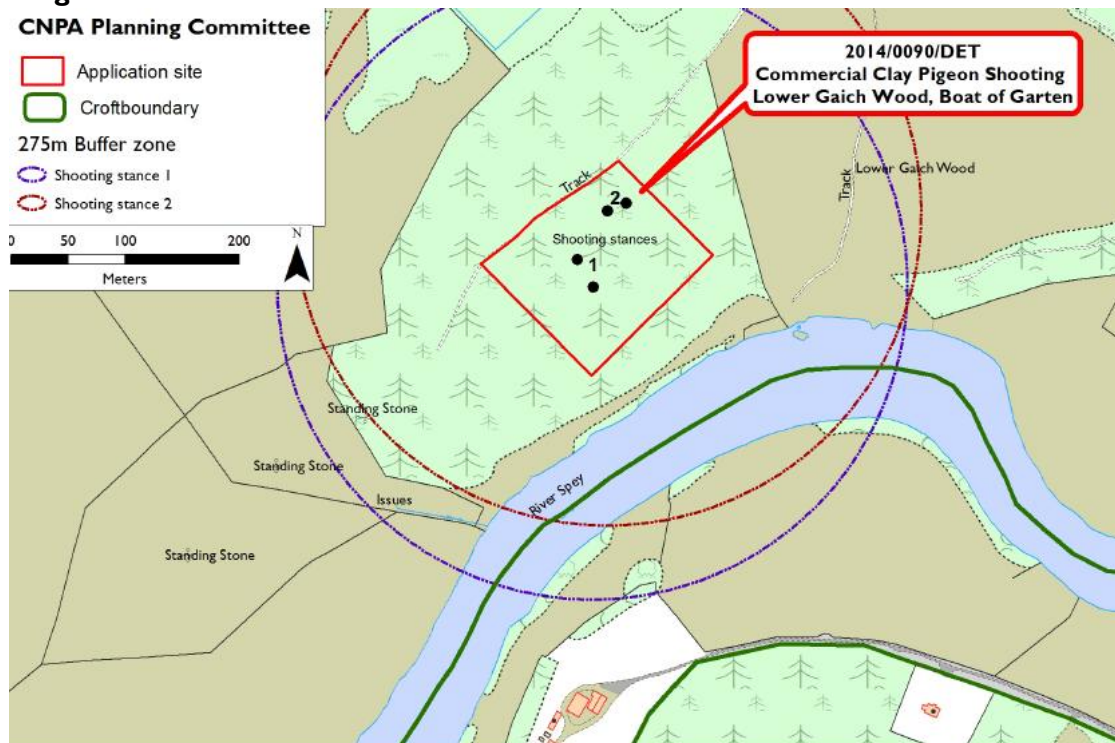 CNPA Planning Committee
Application site
Croftboundary
275m Buffer zone
Shooting stance 1
Shooting stance 2
0 50 100 200
Meters
N
2014/0090/DET
Commercial Clay Pigeon Shooting
Lower Gaich Wood, Boat of Garten
Track
2
Shooting stances
1
Track
Lower Gaich Wood
Standing Stone
Standing Stone
Issues
Standing Stone
River Spey